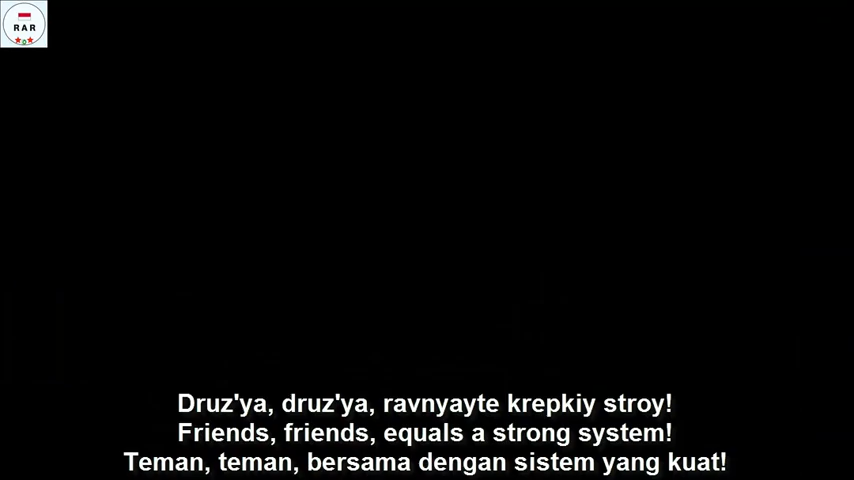 RAR
Druz'ya, druz'ya, ravnyayte krepkiy stroy!
Friends, friends, equals a strong system!
Teman, teman, bersama dengan sistem yang kuat!